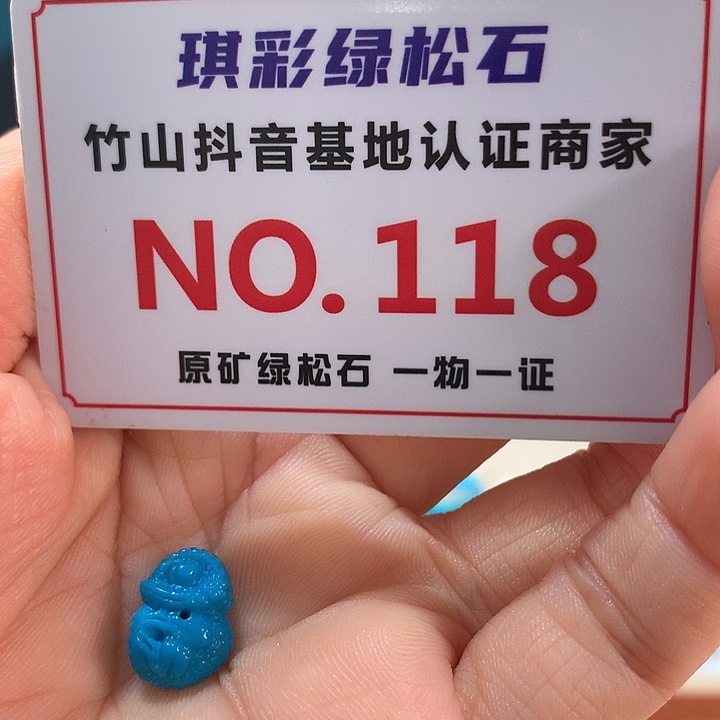 琪彩绿松石
竹山抖音基地认证商家
NO.118
原矿绿松石 一物一证